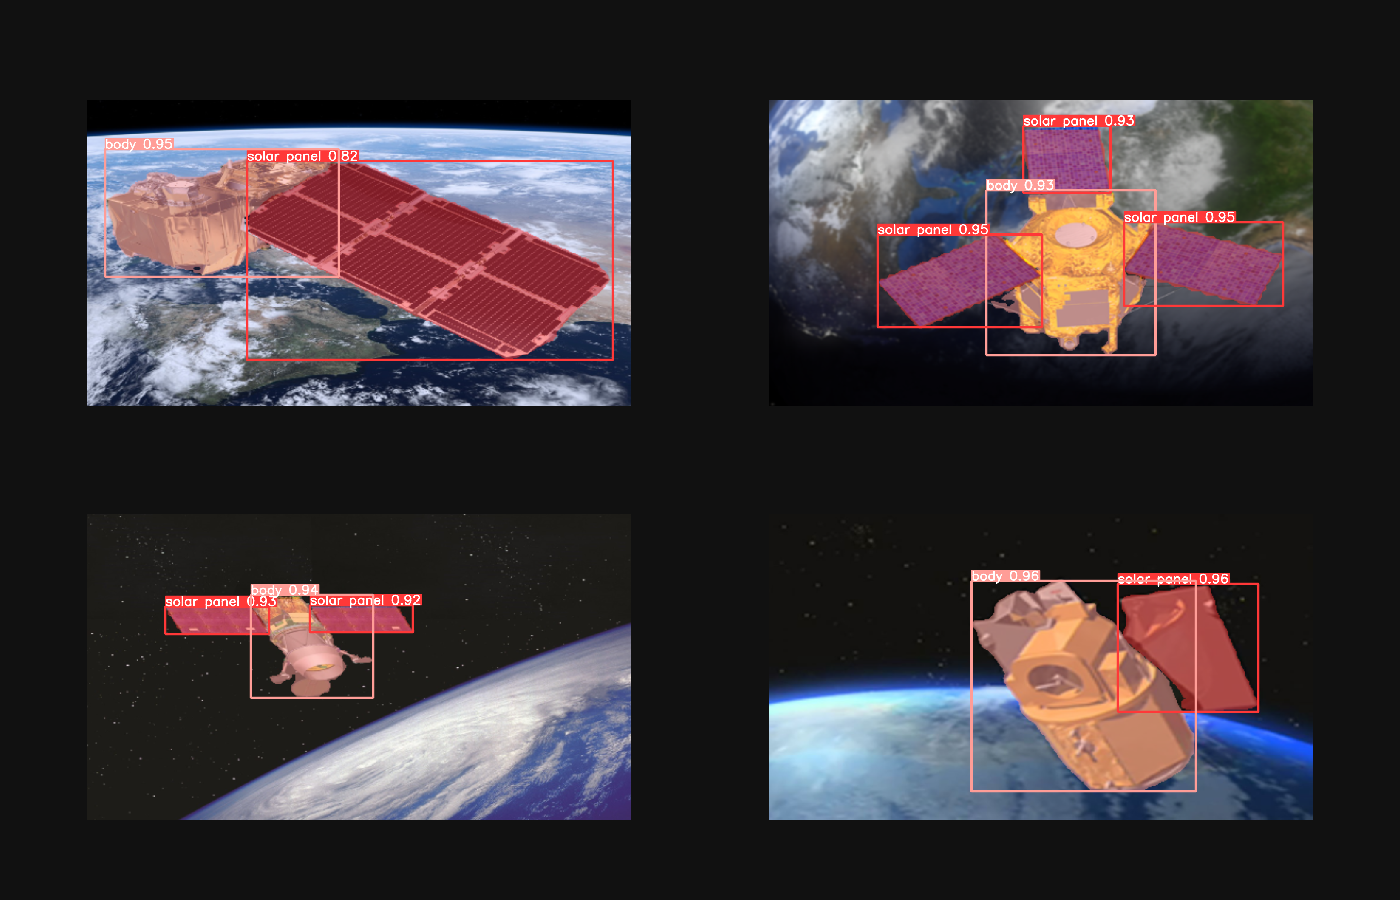 body 0.95
solar panel 0.82
solar panel 0.93
body 0.93
solar panel 0.95
solar panel 0.95
body 0.94
solar panel 0.93
solar panel 0.92
body 0.96
solar panel 0.96